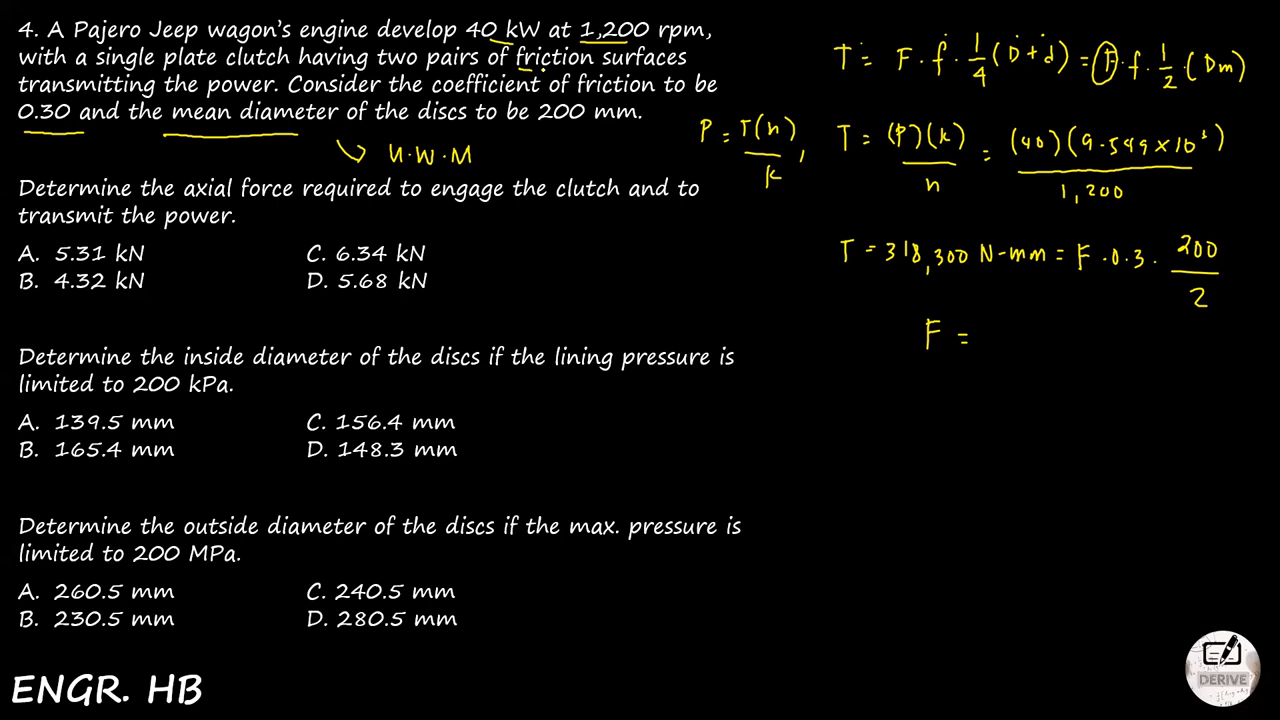 4. A Pajero Jeep wagon's engine develop 40 kW at 1,200 rpm,
with a single plate clutch having two pairs of friction surfaces
transmitting the power. Consider the coefficient of friction to be
0.30 and the mean diameter of the discs to be 200 mm.
U.W.M
Determine the axial force required to engage the clutch and to
transmit the power.
A. 5.31 kN C. 6.34 kN
B. 4.32 kN D. 5.68 kN
Determine the inside diameter of the discs if the lining pressure is
limited to 200 kPa.
A. 139.5 mm C. 156.4 mm
B. 165.4 mm D. 148.3 mm
Determine the outside diameter of the discs if the max. pressure is
limited to 200 MPa.
A. 260.5 mm C. 240.5 mm
B. 230.5 mm D. 280.5 mm
ENGR. HB
T = F · f · 1/4 (D + d) = F · f · 1/2 · (Dm)
P = T(n)/k , T = (P)(k)/n = (40)(9.549 x 10⁶)/1,200
T = 318,300 N-mm = F · 0.3 · 200/2
F =
DERIVE